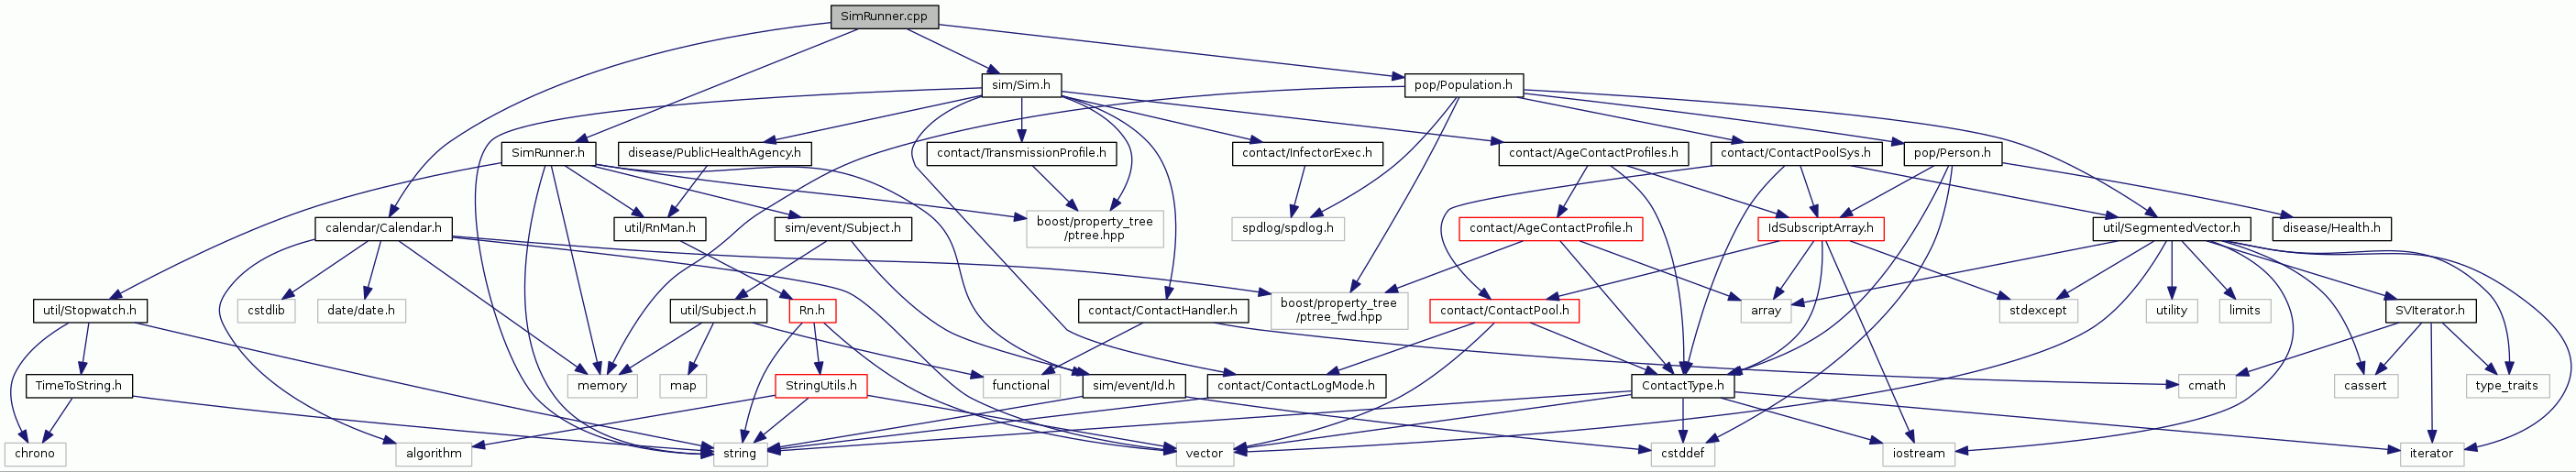 SimRunner.cpp
sim/Sim.h
pop/Population.h
SimRunner.h
disease/PublicHealthAgency.h
contact/TransmissionProfile.h
contact/InfectorExec.h
contact/AgeContactProfiles.h
contact/ContactPoolSys.h
pop/Person.h
calendar/Calendar.h
util/RnMan.h
sim/event/Subject.h
boost/property_tree
/ptree.hpp
spdlog/spdlog.h
contact/AgeContactProfile.h
IdSubscriptArray.h
util/SegmentedVector.h
disease/Health.h
util/Stopwatch.h
cstdlib
date/date.h
util/Subject.h
Rn.h
contact/ContactHandler.h
boost/property_tree
/ptree_fwd.hpp
contact/ContactPool.h
array
stdexcept
utility
limits
SVIterator.h
TimeToString.h
memory
map
StringUtils.h
functional
sim/event/Id.h
contact/ContactLogMode.h
ContactType.h
cmath
cassert
type_traits
chrono
algorithm
string
vector
cstddef
iostream
iterator